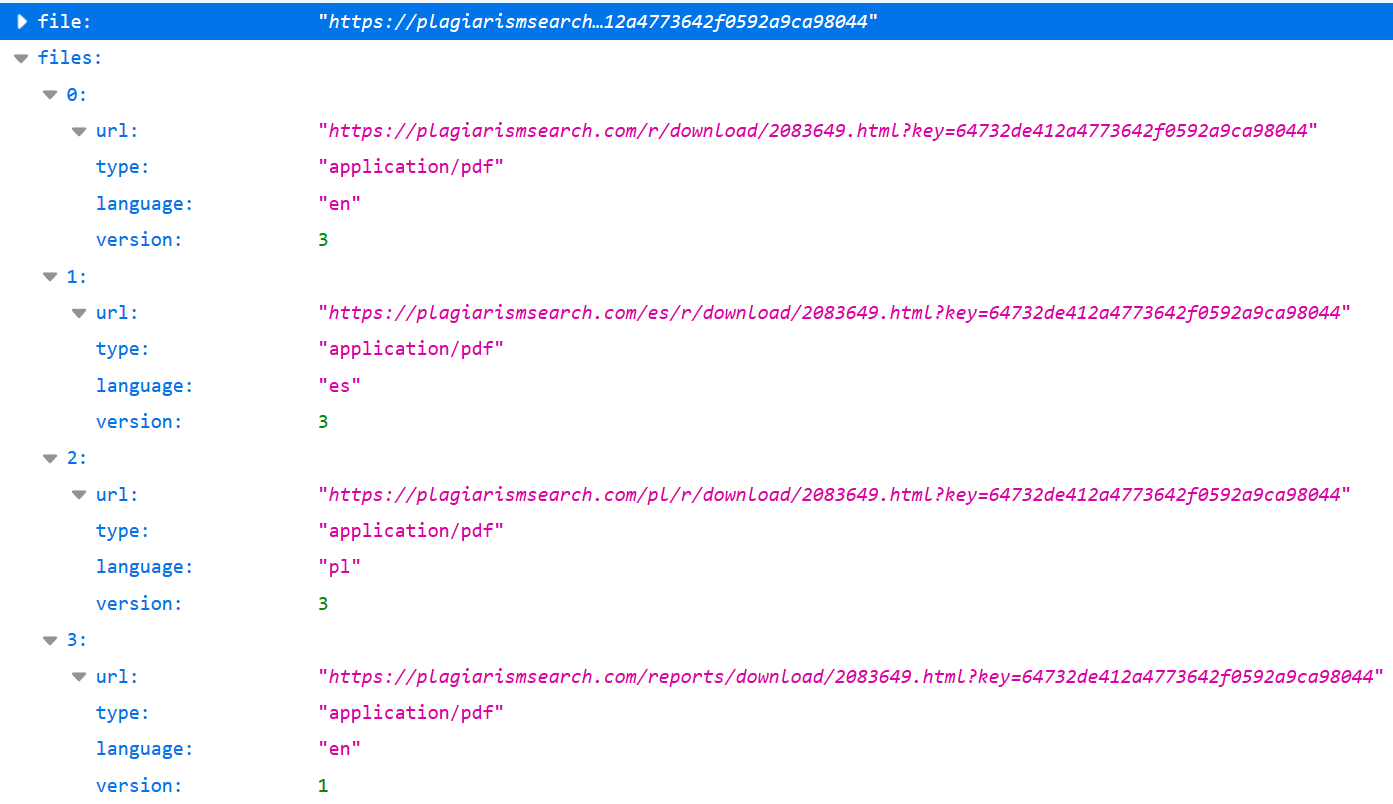 file: "https://plagiarismsearch…12a4773642f0592a9ca98044"
files:
0:
url: "https://plagiarismsearch.com/r/download/2083649.html?key=64732de412a4773642f0592a9ca98044"
type: "application/pdf"
language: "en"
version: 3
1:
url: "https://plagiarismsearch.com/es/r/download/2083649.html?key=64732de412a4773642f0592a9ca98044"
type: "application/pdf"
language: "es"
version: 3
2:
url: "https://plagiarismsearch.com/pl/r/download/2083649.html?key=64732de412a4773642f0592a9ca98044"
type: "application/pdf"
language: "pl"
version: 3
3:
url: "https://plagiarismsearch.com/reports/download/2083649.html?key=64732de412a4773642f0592a9ca98044"
type: "application/pdf"
language: "en"
version: 1